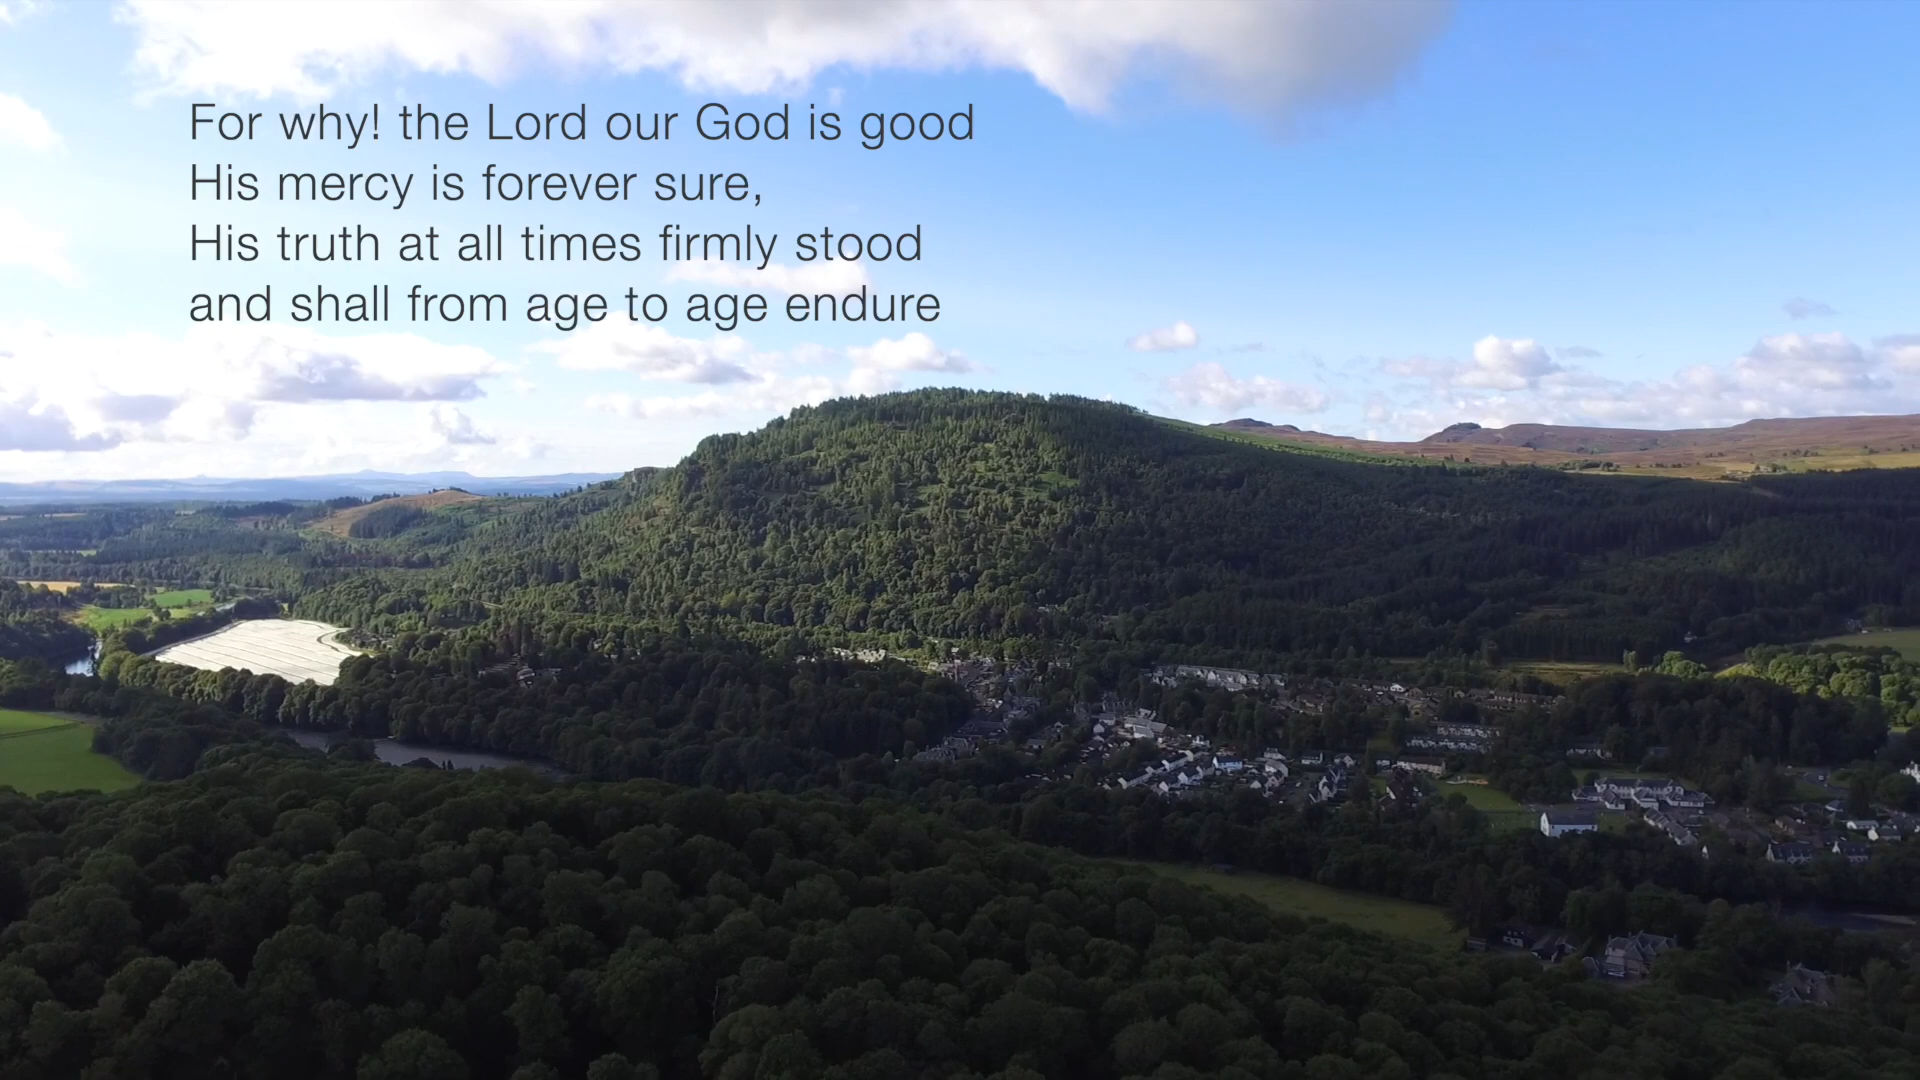 For why! the Lord our God is good
His mercy is forever sure,
His truth at all times firmly stood
and shall from age to age endure